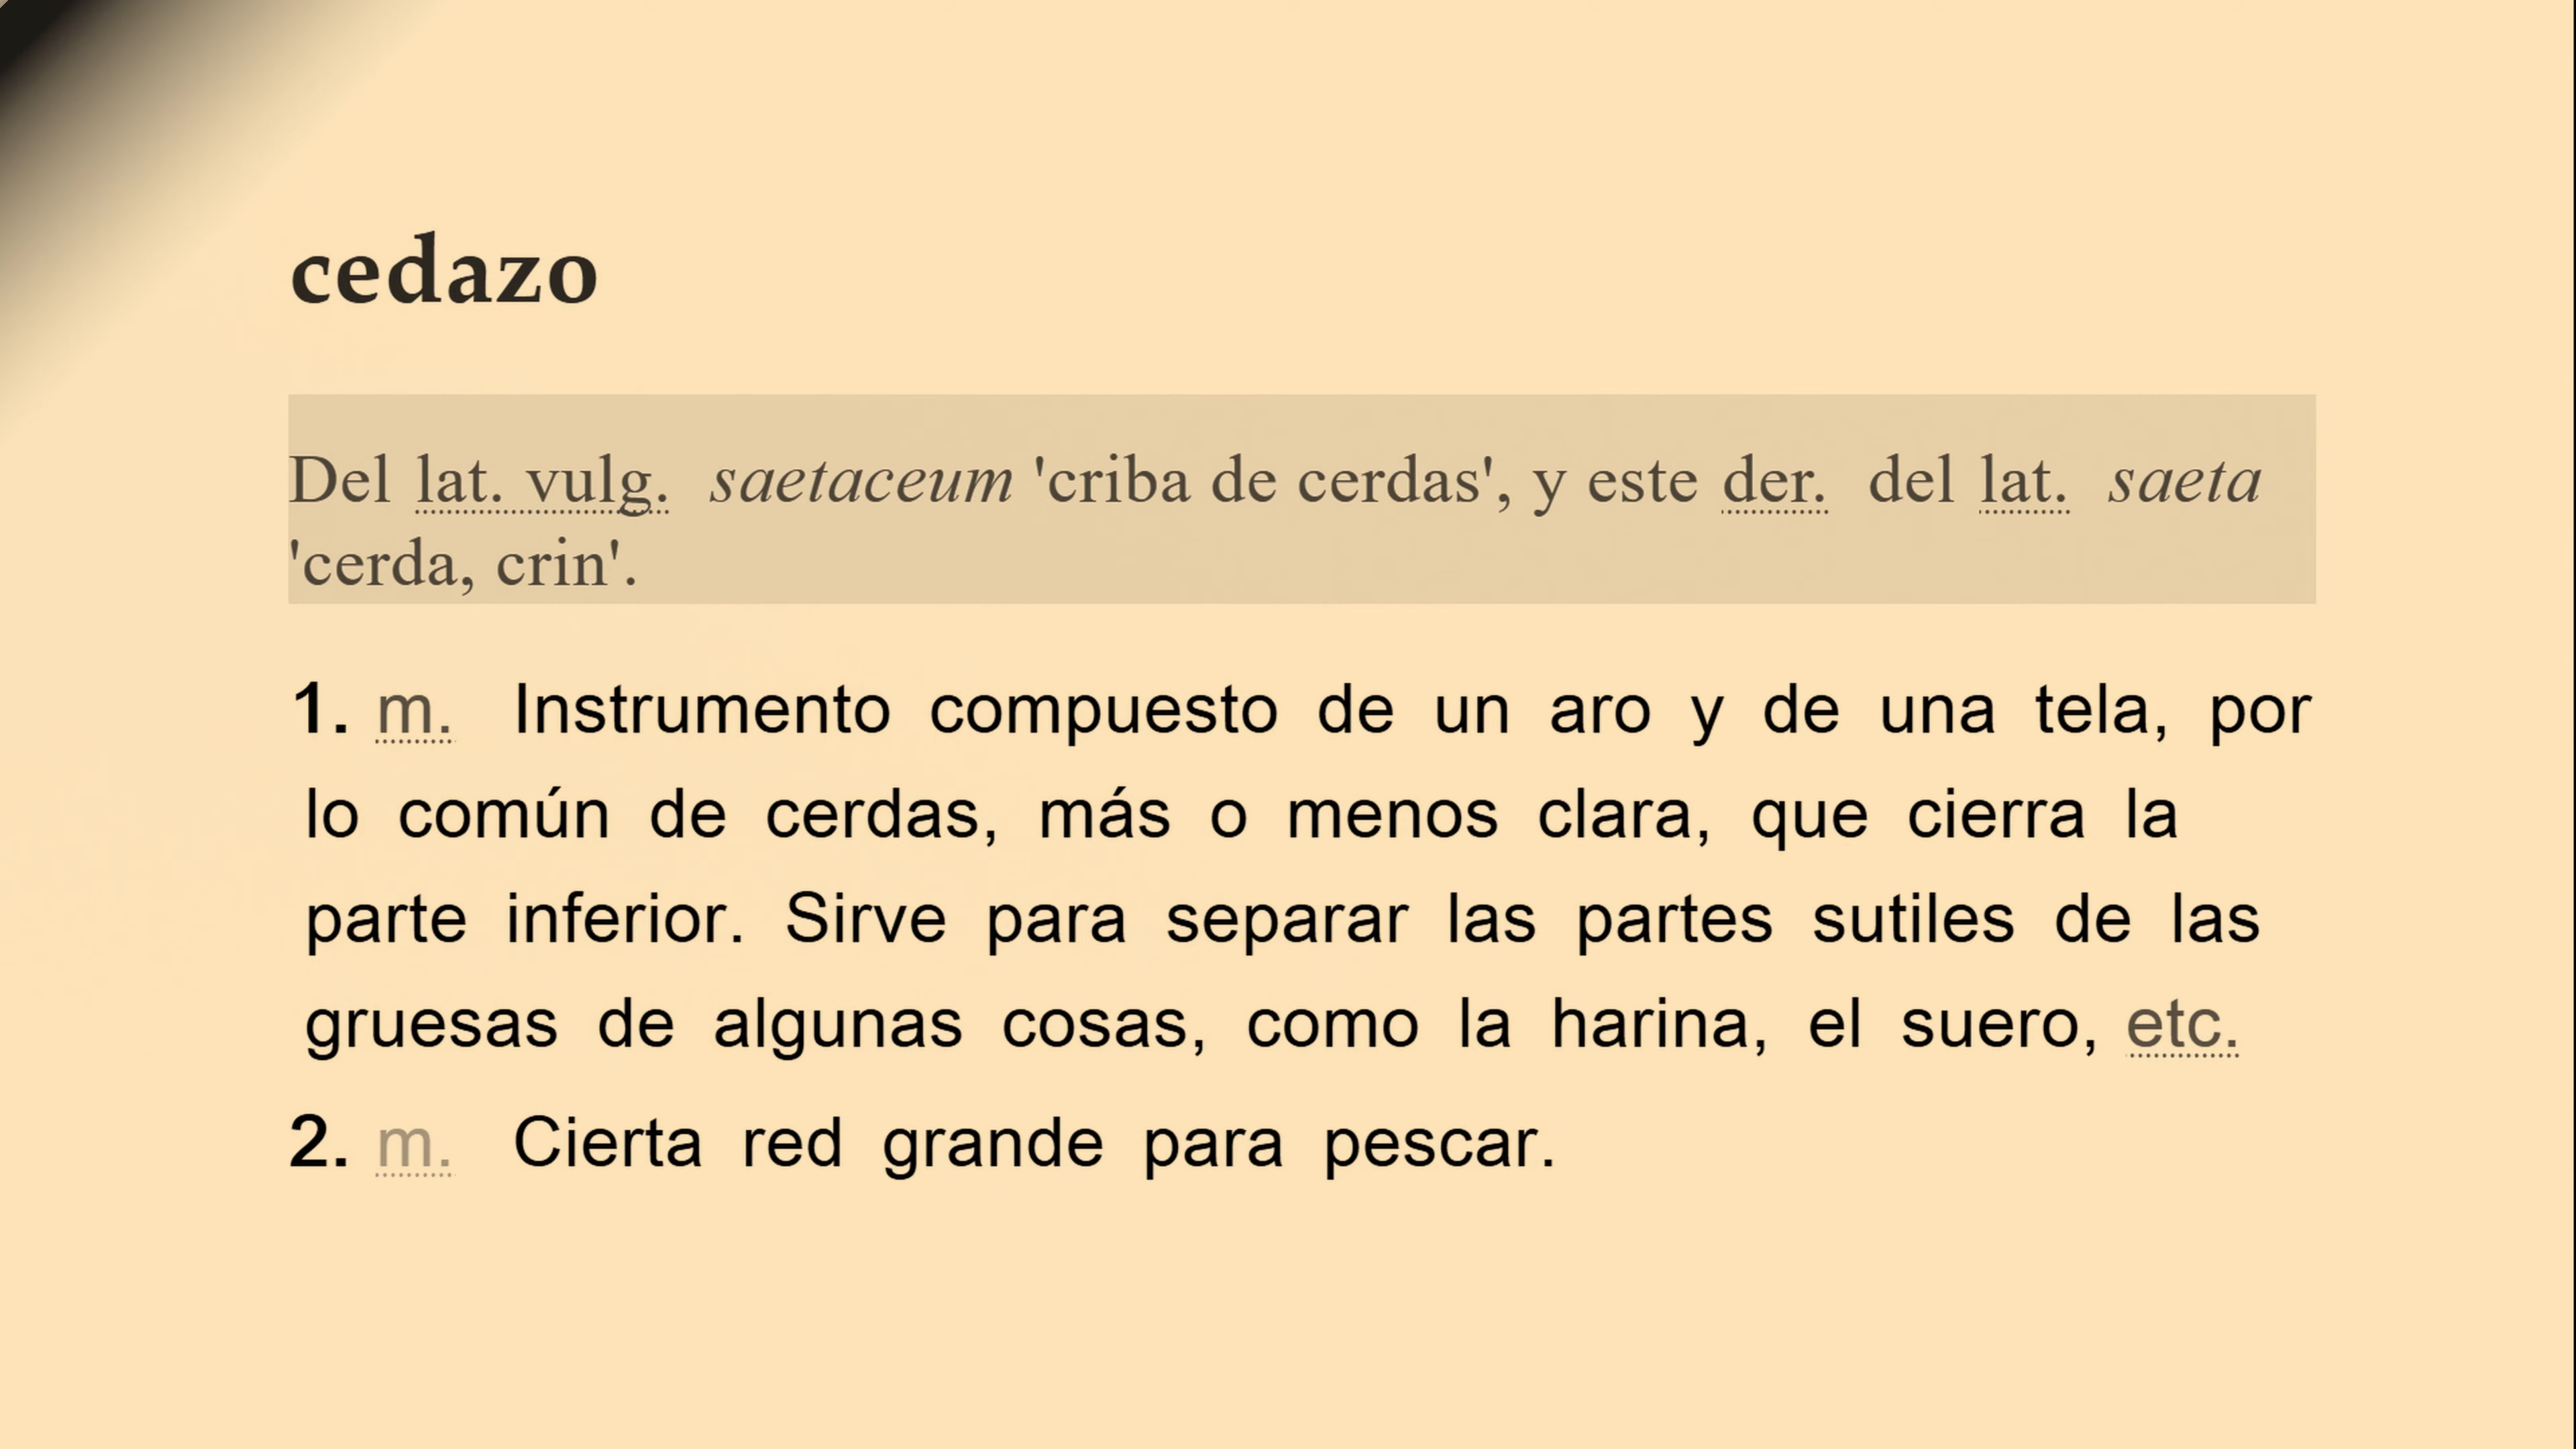 cedazo
Del lat. vulg. saetaceum 'criba de cerdas', y este der. del lat. saeta
'cerda, crin'.
1. m. Instrumento compuesto de un aro y de una tela, por
lo común de cerdas, más o menos clara, que cierra la
parte inferior. Sirve para separar las partes sutiles de las
gruesas de algunas cosas, como la harina, el suero, etc.
2. m. Cierta red grande para pescar.